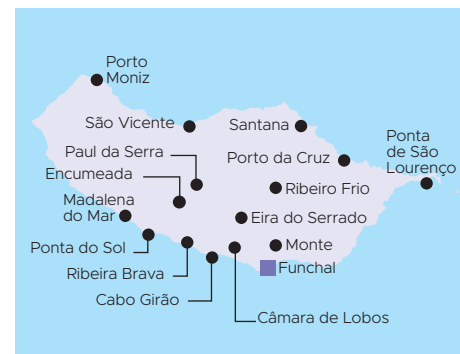 Porto
Moniz
São Vicente
Santana
Ponta
de São
Lourenço
Paul da Serra
Porto da Cruz
Encumeada
Ribeiro Frio
Madalena
do Mar
Eira do Serrado
Ponta do Sol
Monte
Ribeira Brava
Funchal
Cabo Girão
Câmara de Lobos